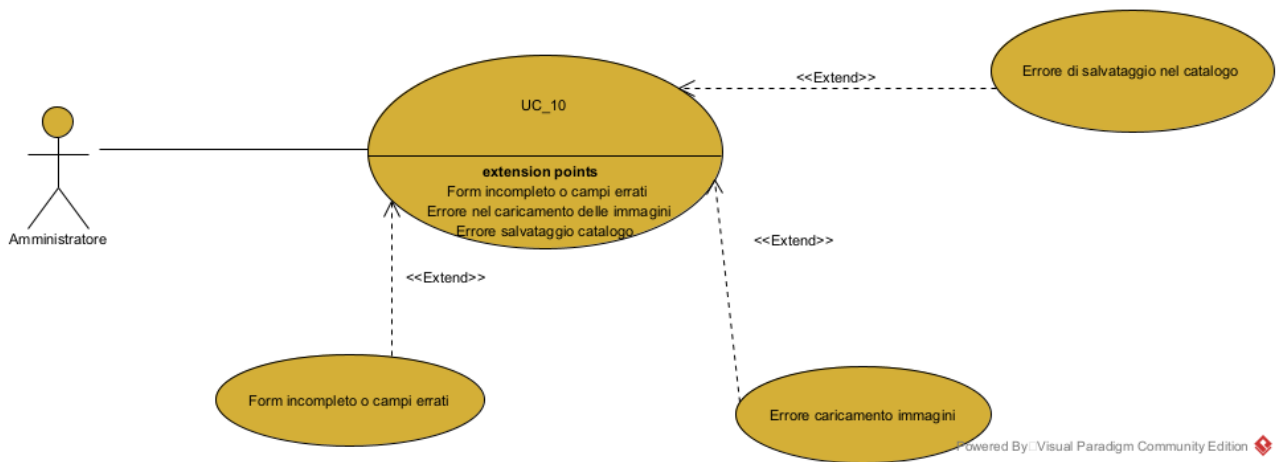 Errore di salvataggio nel catalogo
<<Extend>>
UC_10
extension points
Form incompleto o campi errati
Errore nel caricamento delle immagini
Errore salvataggio catalogo
Amministratore
<<Extend>>
<<Extend>>
Form incompleto o campi errati
Errore caricamento immagini
Powered By Visual Paradigm Community Edition